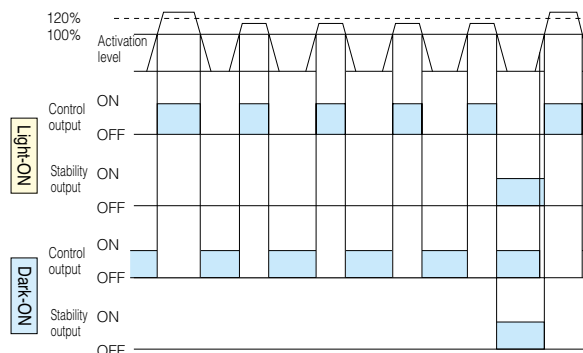 120%
100%
Activation
level
Light-ON
Control
output
ON
OFF
Stability
output
ON
OFF
Dark-ON
Control
output
ON
OFF
Stability
output
ON
OFF